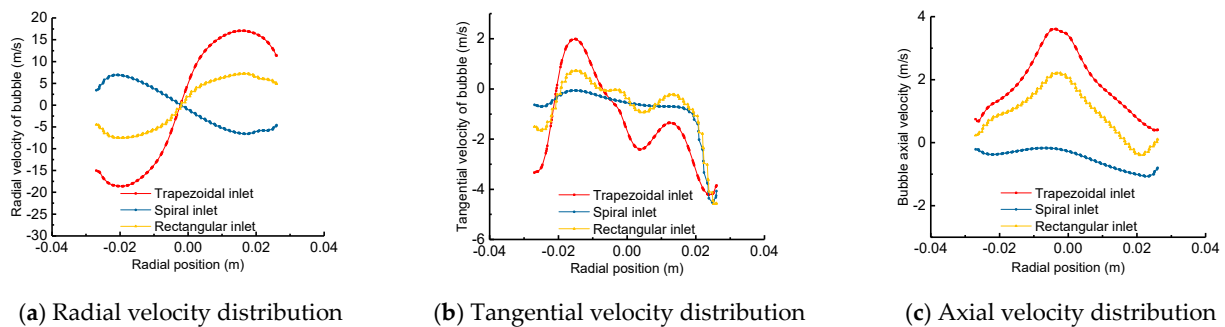 20
15
10
5
0
-5
-10
-15
-20
-25
-30
Radial velocity of bubble (m/s)
Trapezoidal inlet
Spiral inlet
Rectangular inlet
-0.04 -0.02 0.00 0.02 0.04
Radial position (m)
(a) Radial velocity distribution
2
0
-2
-4
-6
Tangential velocity of bubble (m/s)
Trapezoidal inlet
Spiral inlet
Rectangular inlet
-0.04 -0.02 0.00 0.02 0.04
Radial position (m)
(b) Tangential velocity distribution
4
2
0
-2
Bubble axial velocity (m/s)
Trapezoidal inlet
Spiral inlet
Rectangular inlet
-0.04 -0.02 0.00 0.02 0.04
Radial position (m)
(c) Axial velocity distribution